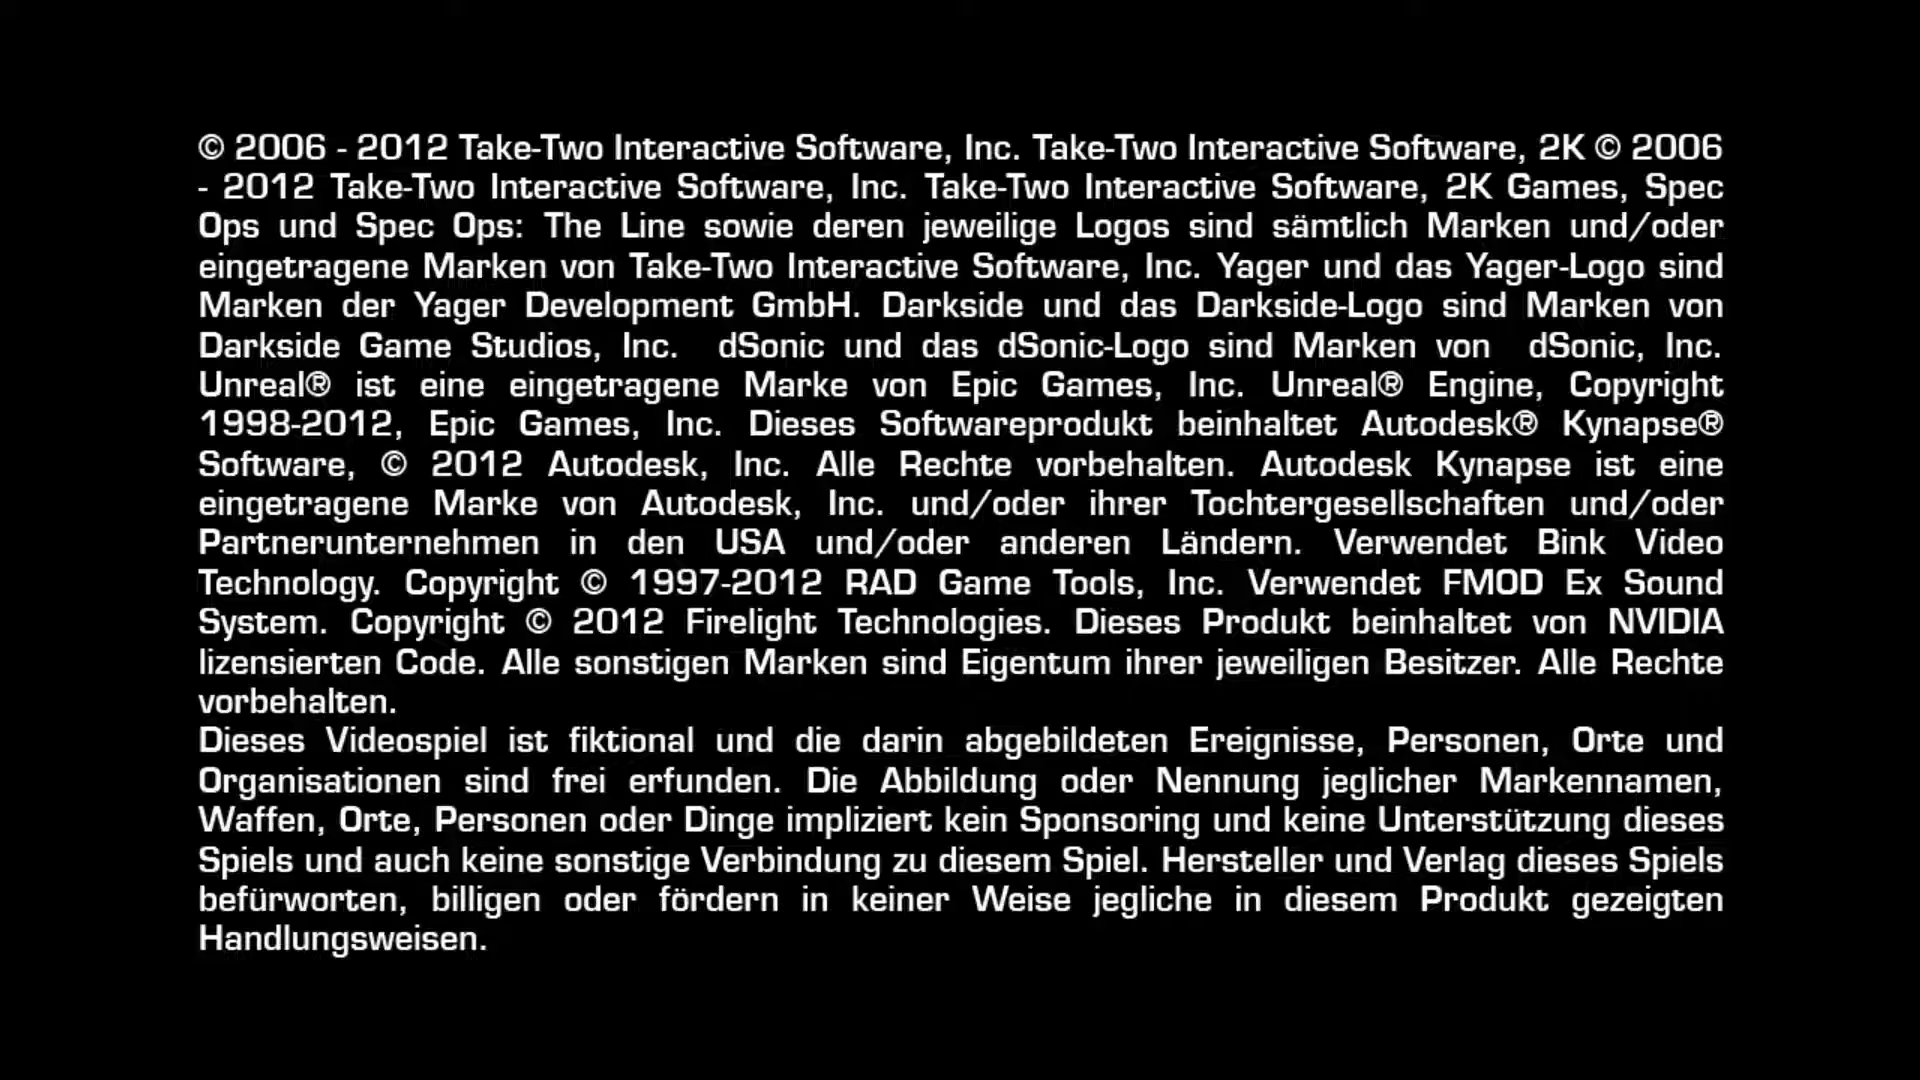 © 2006 - 2012 Take-Two Interactive Software, Inc. Take-Two Interactive Software, 2K © 2006
- 2012 Take-Two Interactive Software, Inc. Take-Two Interactive Software, 2K Games, Spec
Ops und Spec Ops: The Line sowie deren jeweilige Logos sind sämtlich Marken und/oder
eingetragene Marken von Take-Two Interactive Software, Inc. Yager und das Yager-Logo sind
Marken der Yager Development GmbH. Darkside und das Darkside-Logo sind Marken von
Darkside Game Studios, Inc. dSonic und das dSonic-Logo sind Marken von dSonic, Inc.
Unreal® ist eine eingetragene Marke von Epic Games, Inc. Unreal® Engine, Copyright
1998-2012, Epic Games, Inc. Dieses Softwareprodukt beinhaltet Autodesk® Kynapse®
Software, © 2012 Autodesk, Inc. Alle Rechte vorbehalten. Autodesk Kynapse ist eine
eingetragene Marke von Autodesk, Inc. und/oder ihrer Tochtergesellschaften und/oder
Partnerunternehmen in den USA und/oder anderen Ländern. Verwendet Bink Video
Technology. Copyright © 1997-2012 RAD Game Tools, Inc. Verwendet FMOD Ex Sound
System. Copyright © 2012 Firelight Technologies. Dieses Produkt beinhaltet von NVIDIA
lizensierten Code. Alle sonstigen Marken sind Eigentum ihrer jeweiligen Besitzer. Alle Rechte
vorbehalten.
Dieses Videospiel ist fiktional und die darin abgebildeten Ereignisse, Personen, Orte und
Organisationen sind frei erfunden. Die Abbildung oder Nennung jeglicher Markennamen,
Waffen, Orte, Personen oder Dinge impliziert kein Sponsoring und keine Unterstützung dieses
Spiels und auch keine sonstige Verbindung zu diesem Spiel. Hersteller und Verlag dieses Spiels
befürworten, billigen oder fördern in keiner Weise jegliche in diesem Produkt gezeigten
Handlungsweisen.